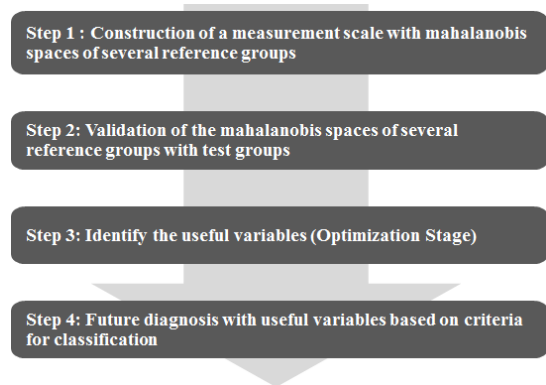 Step 1 : Construction of a measurement scale with mahalanobis
spaces of several reference groups
Step 2: Validation of the mahalanobis spaces of several
reference groups with test groups
Step 3: Identify the useful variables (Optimization Stage)
Step 4: Future diagnosis with useful variables based on criteria
for classification